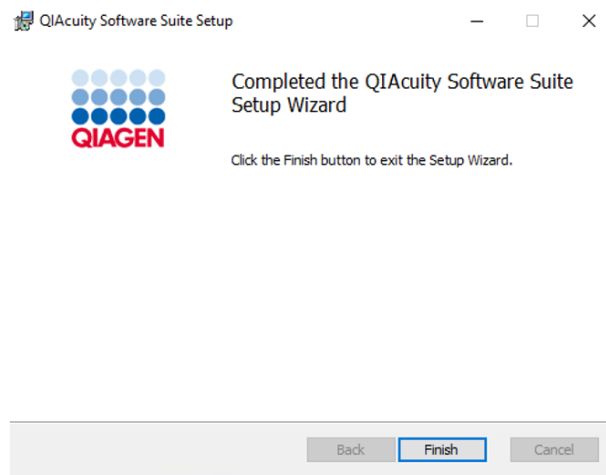 QIAcuity Software Suite Setup
QIAGEN
Completed the QIAcuity Software Suite
Setup Wizard
Click the Finish button to exit the Setup Wizard.
Back
Finish
Cancel